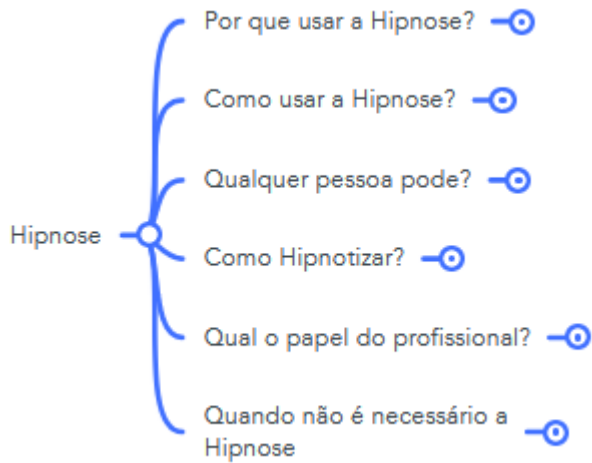 Por que usar a Hipnose?
Como usar a Hipnose?
Qualquer pessoa pode?
Hipnose
Como Hipnotizar?
Qual o papel do profissional?
Quando não é necessário a
Hipnose